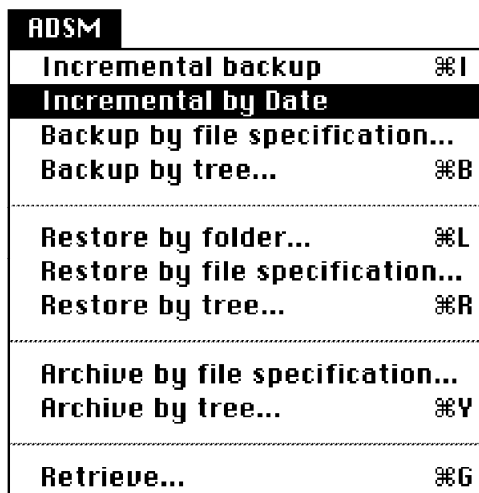 ADSM
Incremental backup ⌘I
Incremental by Date
Backup by file specification...
Backup by tree... ⌘B
Restore by folder... ⌘L
Restore by file specification...
Restore by tree... ⌘R
Archive by file specification...
Archive by tree... ⌘Y
Retrieve... ⌘G